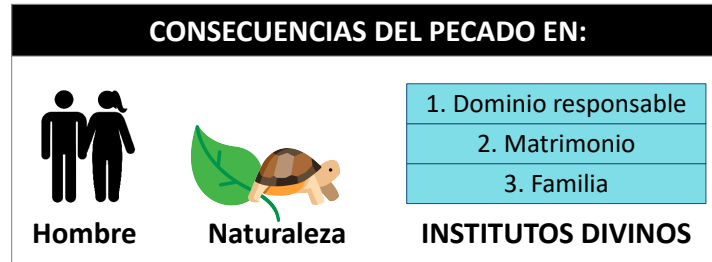 CONSECUENCIAS DEL PECADO EN:
1. Dominio responsable
2. Matrimonio
3. Familia
Hombre
Naturaleza
INSTITUTOS DIVINOS